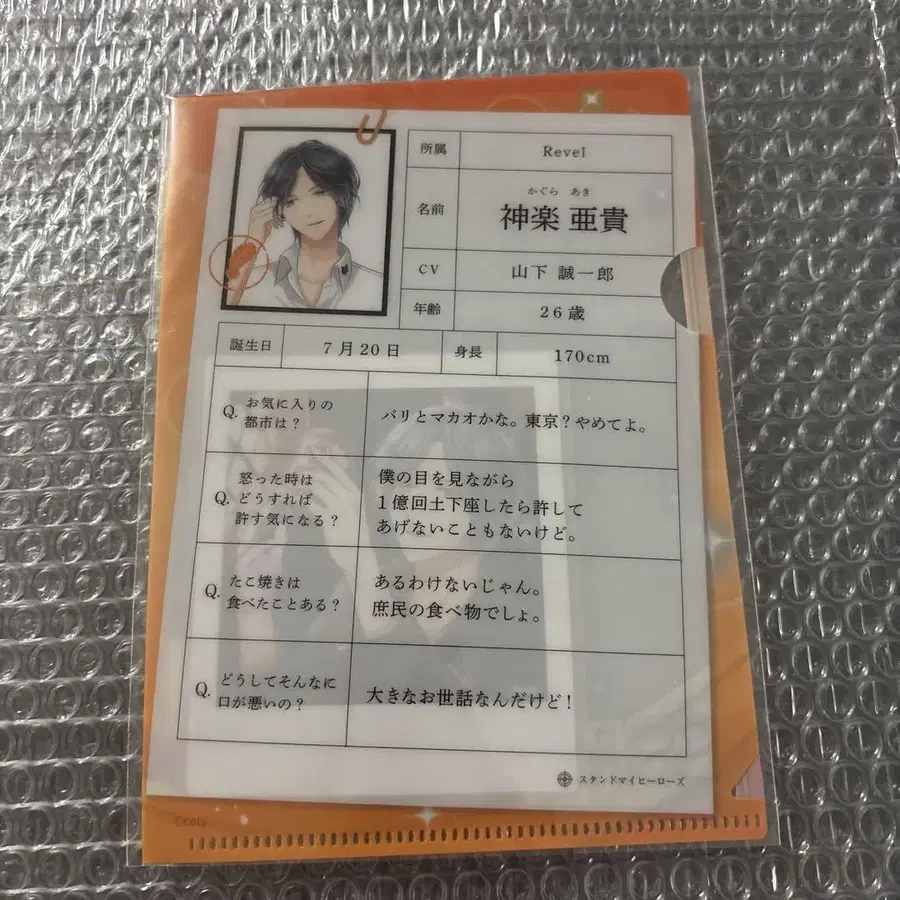 所属
Revel
名前
かぐら あき
神楽 亜貴
CV
山下 誠一郎
年齢
26歳
誕生日
7月20日
身長
170cm
Q. お気に入りの
都市は？
パリとマカオかな。東京？やめてよ。
Q. 怒った時は
どうすれば
許す気になる？
僕の目を見ながら
1億回土下座したら許して
あげないこともないけど。
Q. たこ焼きは
食べたことある？
あるわけないじゃん。
庶民の食べ物でしょ。
Q. どうしてそんなに
口が悪いの？
大きなお世話なんだけど！
スタンドマイヒーローズ